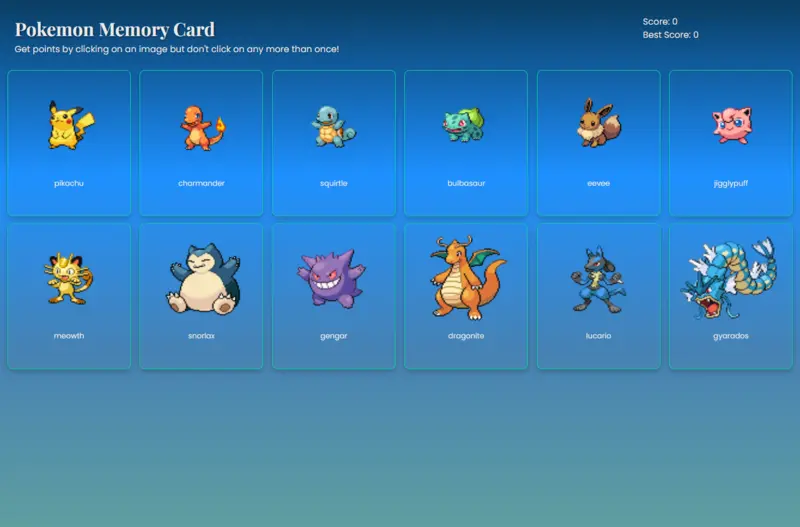 Pokemon Memory Card
Get points by clicking on an image but don't click on any more than once!
Score: 0
Best Score: 0
pikachu
charmander
squirtle
bulbasaur
eevee
jigglypuff
meowth
snorlax
gengar
dragonite
lucario
gyarados